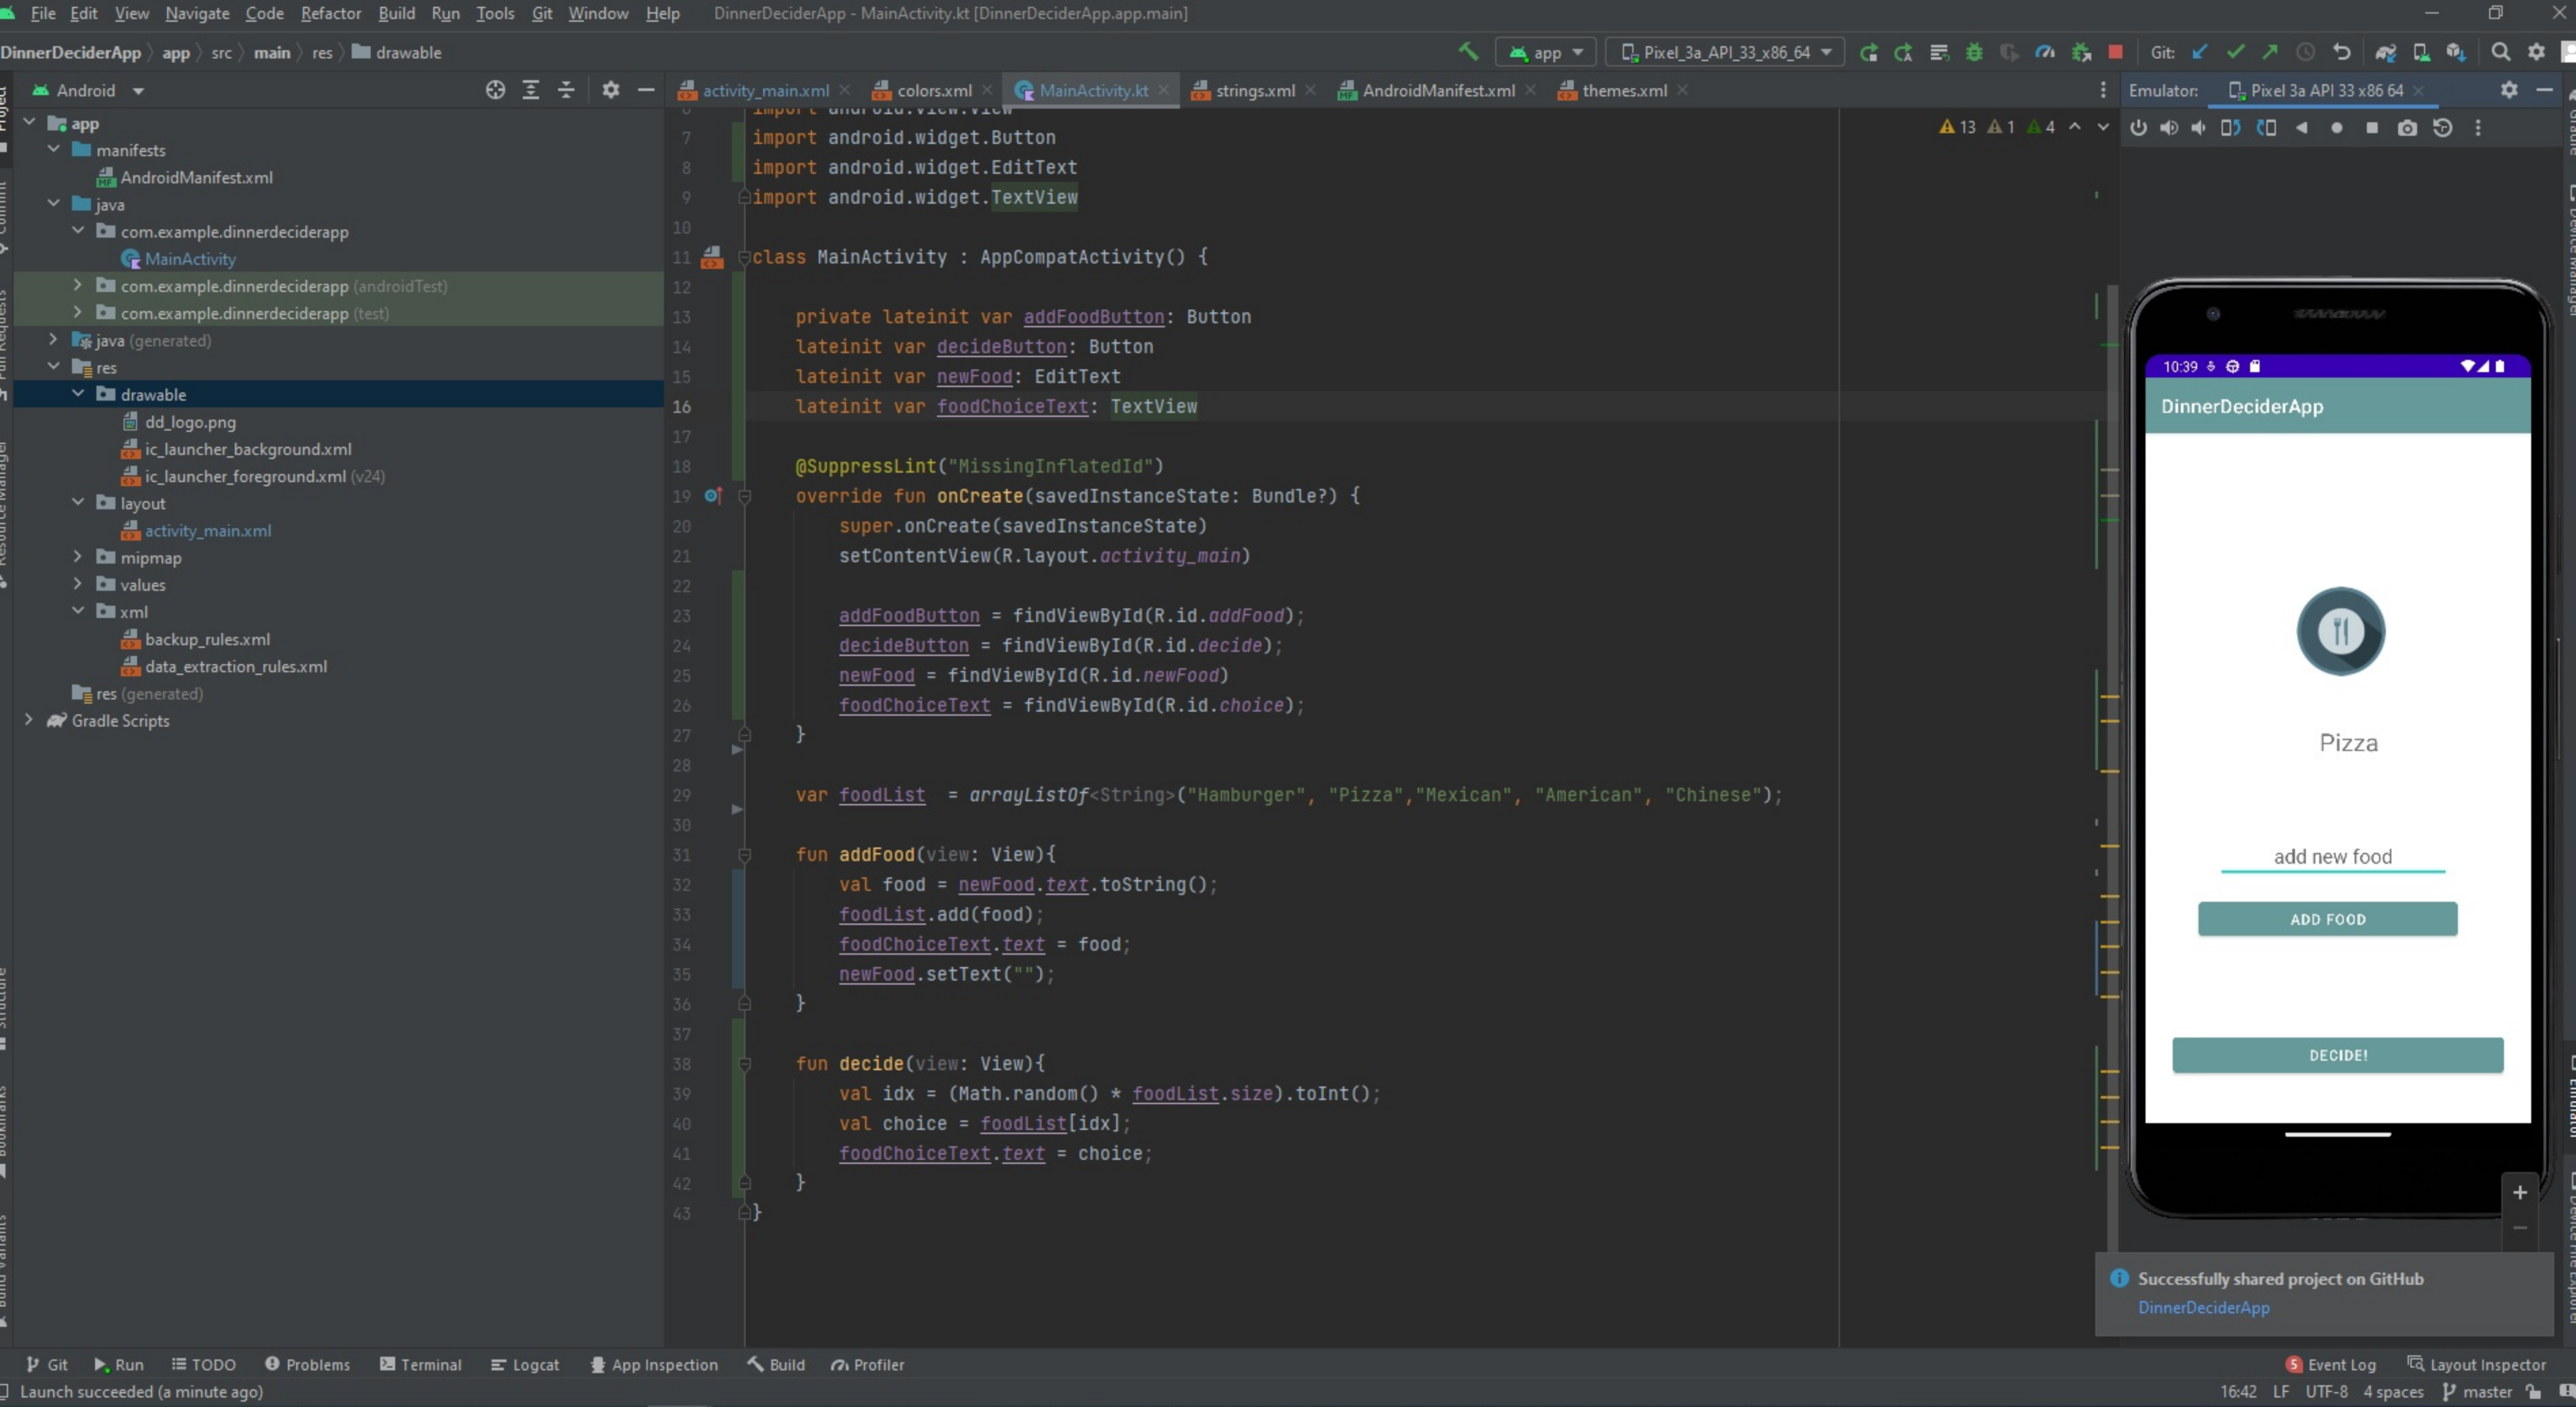 File Edit View Navigate Code Refactor Build Run Tools Git Window Help DinnerDeciderApp - MainActivity.kt [DinnerDeciderApp.app.main]
DinnerDeciderApp app src main res drawable
app Pixel_3a_API_33_x86_64 Git:
Android
activity_main.xml colors.xml MainActivity.kt strings.xml AndroidManifest.xml themes.xml
Emulator: Pixel 3a API 33 x86 64
app
manifests
AndroidManifest.xml
java
com.example.dinnerdeciderapp
MainActivity
com.example.dinnerdeciderapp (androidTest)
com.example.dinnerdeciderapp (test)
java (generated)
res
drawable
dd_logo.png
ic_launcher_background.xml
ic_launcher_foreground.xml (v24)
layout
activity_main.xml
mipmap
values
xml
backup_rules.xml
data_extraction_rules.xml
res (generated)
Gradle Scripts
13 1 4
6 import android.view.View
7 import android.widget.Button
8 import android.widget.EditText
9 import android.widget.TextView
10
11 class MainActivity : AppCompatActivity() {
12
13 private lateinit var addFoodButton: Button
14 lateinit var decideButton: Button
15 lateinit var newFood: EditText
16 lateinit var foodChoiceText: TextView
17
18 @SuppressLint("MissingInflatedId")
19 override fun onCreate(savedInstanceState: Bundle?) {
20 super.onCreate(savedInstanceState)
21 setContentView(R.layout.activity_main)
22
23 addFoodButton = findViewById(R.id.addFood);
24 decideButton = findViewById(R.id.decide);
25 newFood = findViewById(R.id.newFood)
26 foodChoiceText = findViewById(R.id.choice);
27 }
28
29 var foodList = arrayListOf<String>("Hamburger", "Pizza","Mexican", "American", "Chinese");
30
31 fun addFood(view: View){
32 val food = newFood.text.toString();
33 foodList.add(food);
34 foodChoiceText.text = food;
35 newFood.setText("");
36 }
37
38 fun decide(view: View){
39 val idx = (Math.random() * foodList.size).toInt();
40 val choice = foodList[idx];
41 foodChoiceText.text = choice;
42 }
43 }
10:39
DinnerDeciderApp
Pizza
add new food
ADD FOOD
DECIDE!
Successfully shared project on GitHub
DinnerDeciderApp
Git Run TODO Problems Terminal Logcat App Inspection Build Profiler
5 Event Log Layout Inspector
Launch succeeded (a minute ago)
16:42 LF UTF-8 4 spaces master